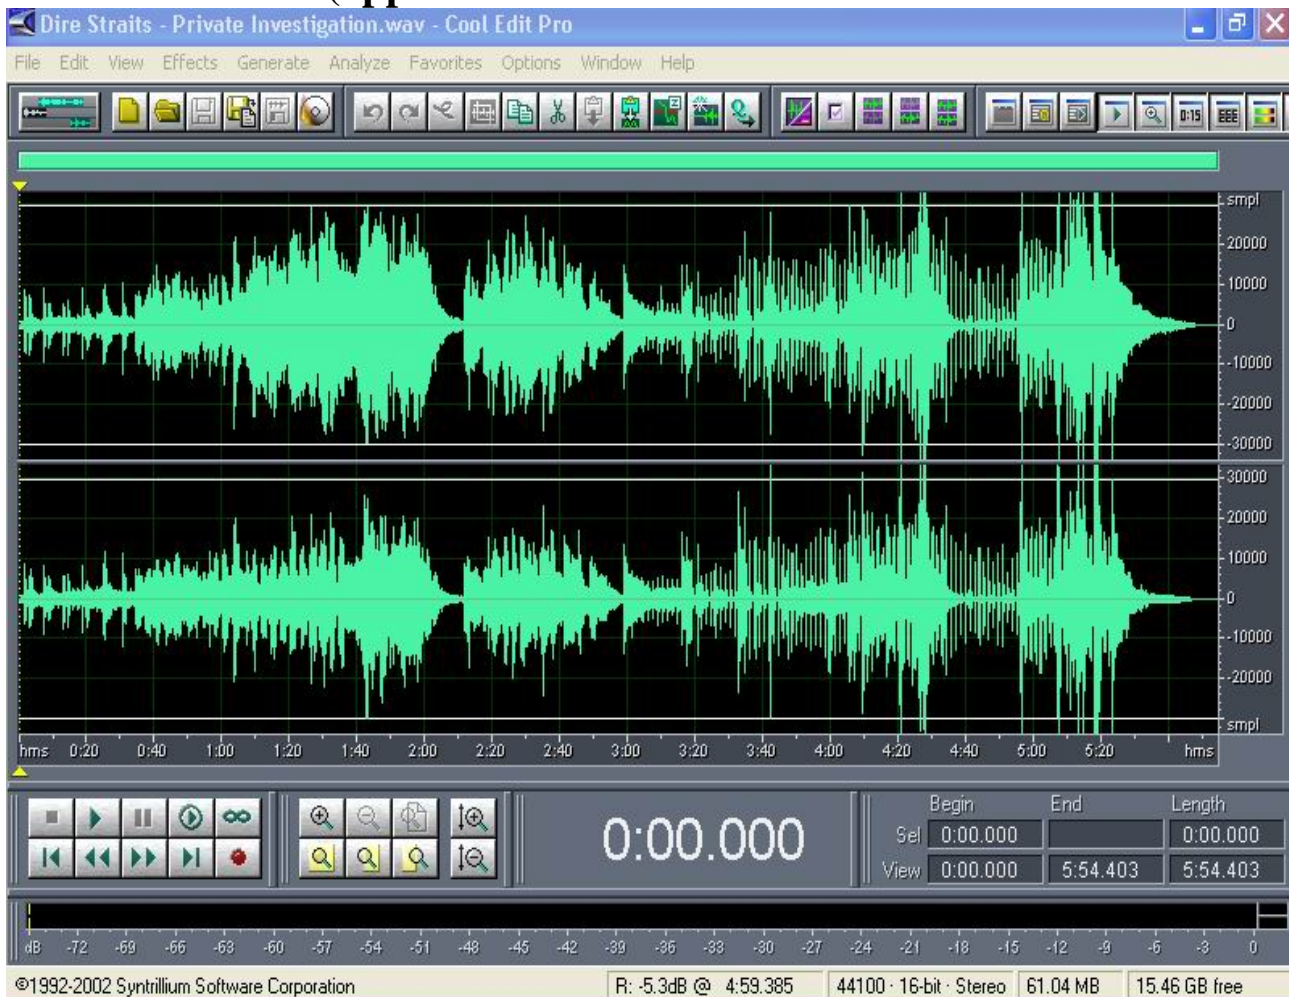 Dire Straits - Private Investigation.wav - Cool Edit Pro
File Edit View Effects Generate Analyze Favorites Options Window Help
0:15 EEE
smpl
20000
10000
0
-10000
-20000
-30000
30000
20000
10000
0
-10000
-20000
smpl
hms 0:20 0:40 1:00 1:20 1:40 2:00 2:20 2:40 3:00 3:20 3:40 4:00 4:20 4:40 5:00 5:20 hms
0:00.000
Begin End Length
Sel 0:00.000 0:00.000
View 0:00.000 5:54.403 5:54.403
dB -72 -69 -66 -63 -60 -57 -54 -51 -48 -45 -42 -39 -36 -33 -30 -27 -24 -21 -18 -15 -12 -9 -6 -3 0
©1992-2002 Syntrillium Software Corporation R: -5.3dB @ 4:59.385 44100 · 16-bit · Stereo 61.04 MB 15.46 GB free